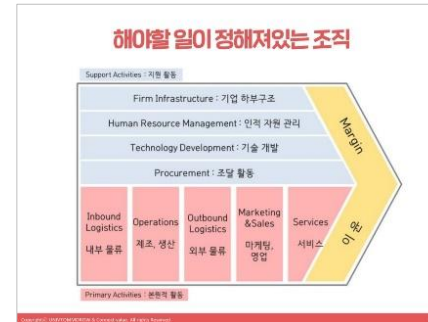 해야할 일이 정해져있는 조직
Support Activities : 지원 활동
Firm Infrastructure : 기업 하부구조
Human Resource Management : 인적 자원 관리
Technology Development : 기술 개발
Procurement : 조달 활동
Margin
이윤
Inbound
Logistics
내부 물류
Operations
제조, 생산
Outbound
Logistics
외부 물류
Marketing
&Sales
마케팅,
영업
Services
서비스
Primary Activities : 본원적 활동